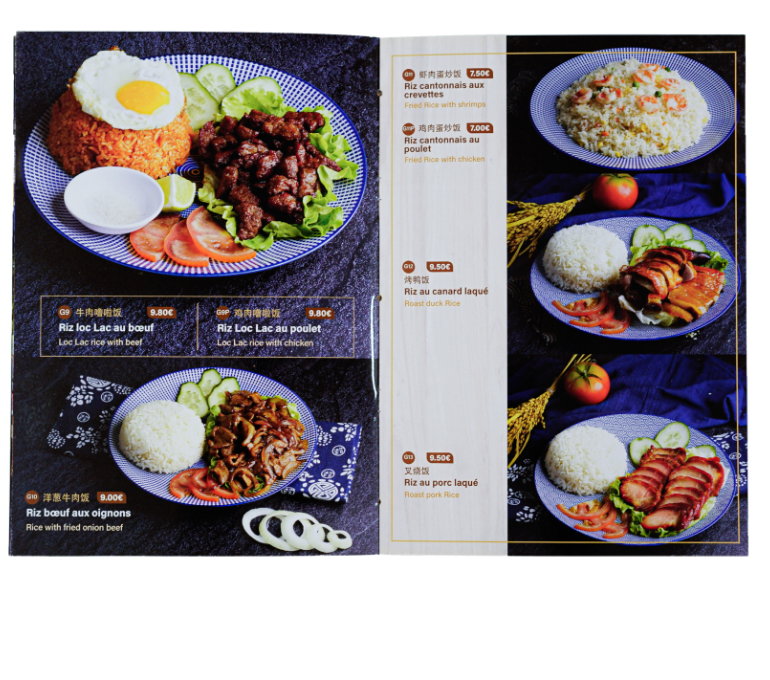 G9 牛肉噜啦饭 9.80€
Riz loc Lac au bœuf
Loc Lac rice with beef
G9P 鸡肉噜啦饭 9.80€
Riz Loc Lac au poulet
Loc Lac rice with chicken
G10 洋葱牛肉饭 9.00€
Riz bœuf aux oignons
Rice with fried onion beef
G11 虾肉蛋炒饭 7.50€
Riz cantonnais aux
crevettes
Fried Rice with shrimps
G11P 鸡肉蛋炒饭 7.00€
Riz cantonnais au
poulet
Fried Rice with chicken
G12 9.50€
烤鸭饭
Riz au canard laqué
Roast duck Rice
G13 9.50€
叉烧饭
Riz au porc laqué
Roast pork Rice